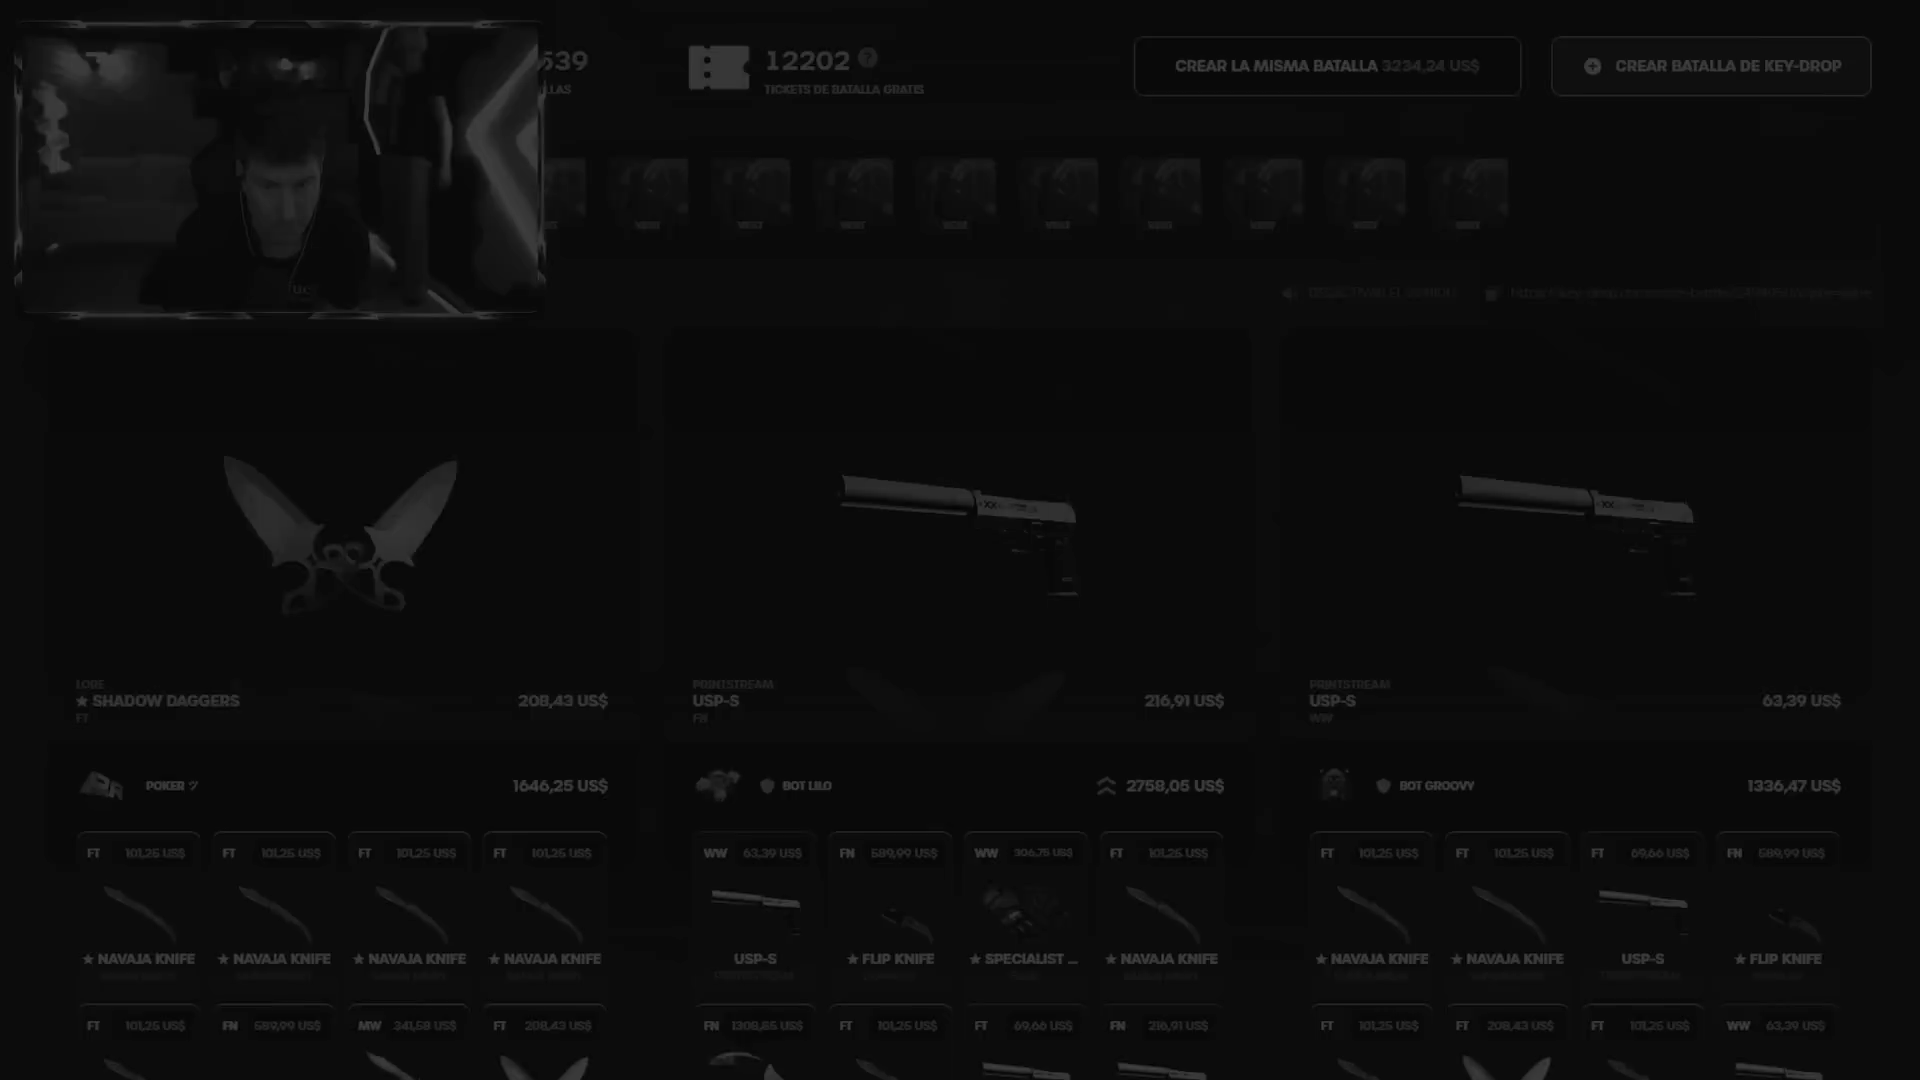 539
LLAS
12202 ?
TICKETS DE BATALLA GRATIS
CREAR LA MISMA BATALLA 3234,24 US$
CREAR BATALLA DE KEY-DROP
LORE
★ SHADOW DAGGERS
208,43 US$
FT
PRINTSTREAM
USP-S
216,91 US$
FN
PRINTSTREAM
USP-S
63,39 US$
WW
POKER ツ
1646,25 US$
BOT LILO
2758,05 US$
BOT GROOVY
1336,47 US$
FT 101,25 US$
FT 101,25 US$
FT 101,25 US$
FT 101,25 US$
WW 63,39 US$
FN 589,99 US$
WW 306,75 US$
FT 101,25 US$
FT 101,25 US$
FT 101,25 US$
FT 69,66 US$
FN 589,99 US$
★ NAVAJA KNIFE
★ NAVAJA KNIFE
★ NAVAJA KNIFE
★ NAVAJA KNIFE
USP-S
★ FLIP KNIFE
★ SPECIALIST ...
★ NAVAJA KNIFE
★ NAVAJA KNIFE
★ NAVAJA KNIFE
USP-S
★ FLIP KNIFE
FT 101,25 US$
FN 589,99 US$
MW 341,58 US$
FT 208,43 US$
FN 1308,85 US$
FT 101,25 US$
FT 69,66 US$
FN 216,91 US$
FT 101,25 US$
FT 208,43 US$
FT 101,25 US$
WW 63,39 US$